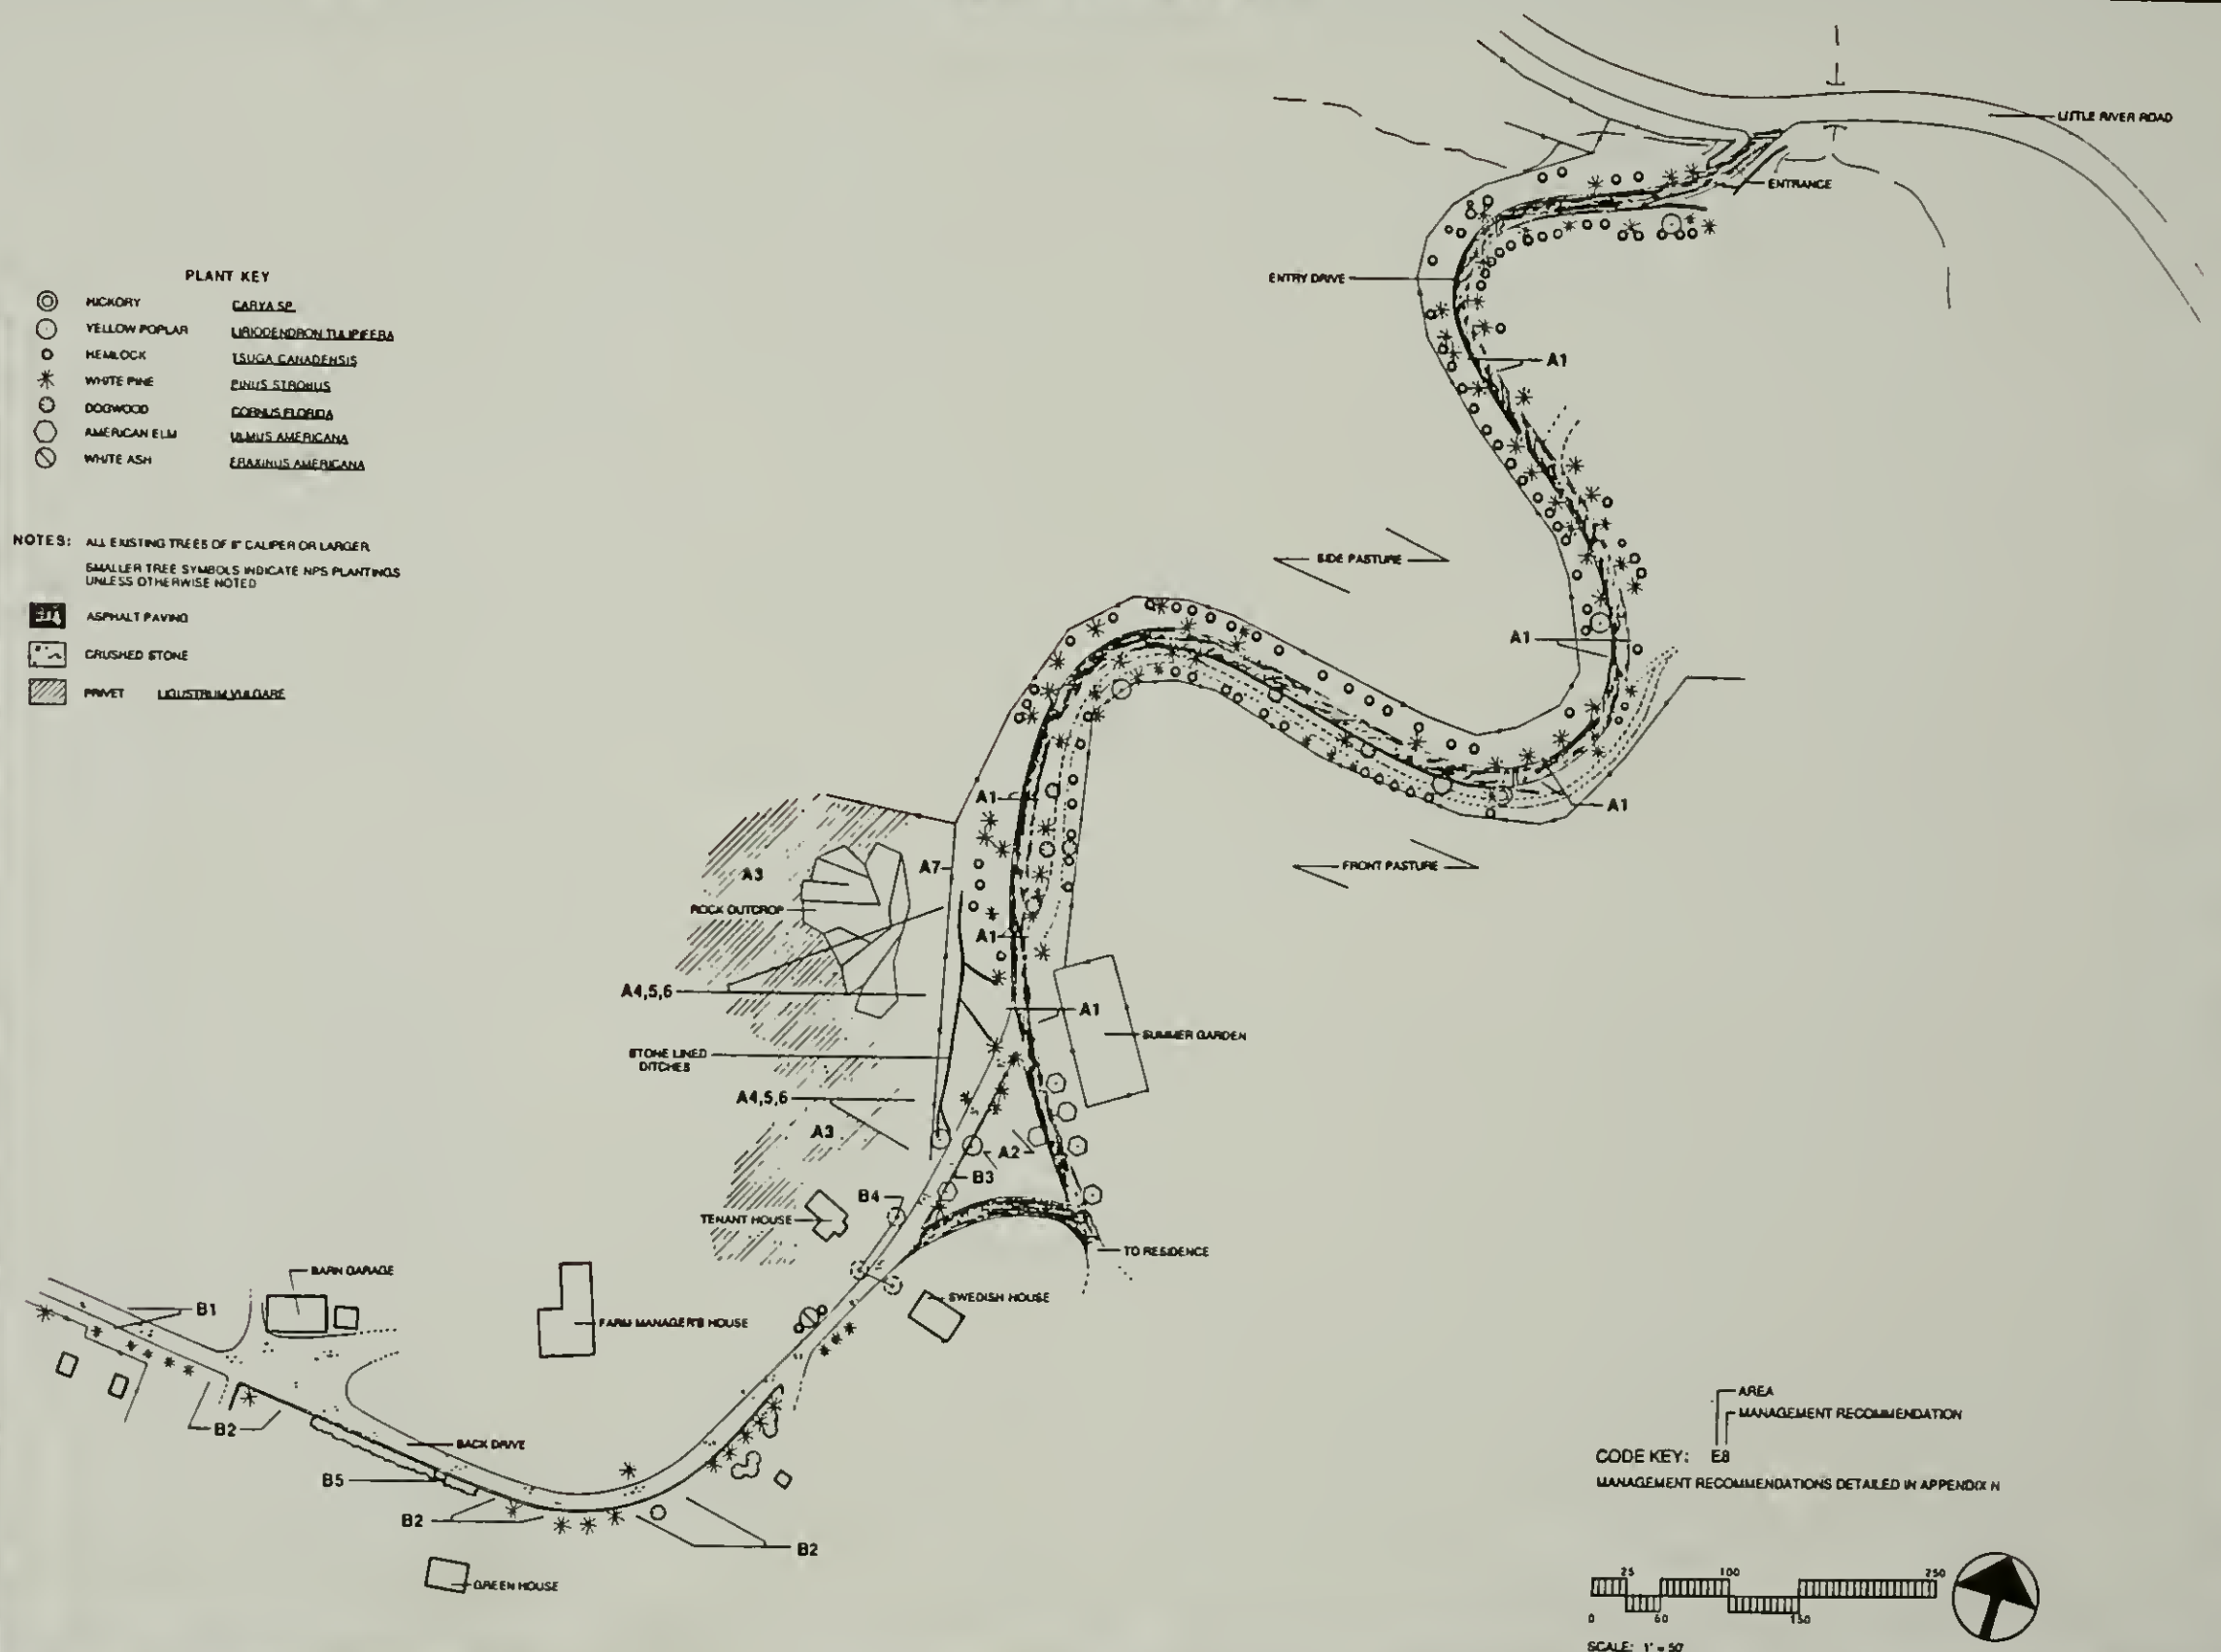 LITTLE RIVER ROAD
ENTRANCE
ENTRY DRIVE
A1
PLANT KEY
HICKORY CARYA SP.
YELLOW POPLAR LIRIODENDRON TULIPIFERA
HEMLOCK TSUGA CANADENSIS
WHITE PINE PINUS STROBUS
DOGWOOD CORNUS FLORIDA
AMERICAN ELM ULMUS AMERICANA
WHITE ASH FRAXINUS AMERICANA
NOTES: ALL EXISTING TREES OF 8" CALIPER OR LARGER
SMALLER TREE SYMBOLS INDICATE NPS PLANTINGS
UNLESS OTHERWISE NOTED
ASPHALT PAVING
CRUSHED STONE
PRIVET LIGUSTRUM VULGARE
SIDE PASTURE
A1
A1
A1
FRONT PASTURE
A7
A3
ROCK OUTCROP
A1
A4,5,6
A1
SUMMER GARDEN
STONE LINED
DITCHES
A4,5,6
A3
A2
B3
B4
TENANT HOUSE
TO RESIDENCE
BARN GARAGE
SWEDISH HOUSE
B1
FARM MANAGER'S HOUSE
B2
BACK DRIVE
B5
B2
B2
GREEN HOUSE
AREA
MANAGEMENT RECOMMENDATION
CODE KEY: E8
MANAGEMENT RECOMMENDATIONS DETAILED IN APPENDIX N
25 100 250
0 50 150
SCALE: 1" = 50'